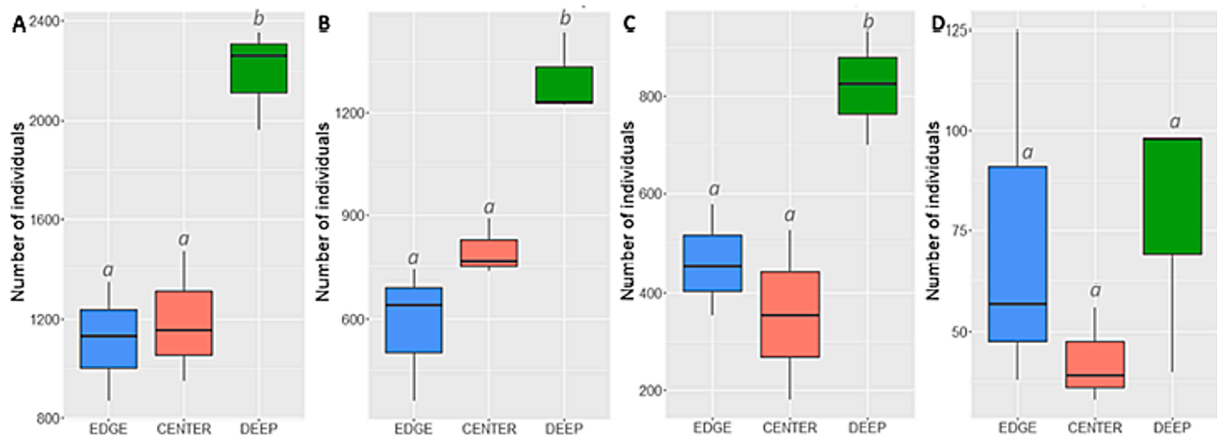 A
Number of individuals
2400
2000
1600
1200
800
a
a
b
EDGE
CENTER
DEEP
B
Number of individuals
1200
900
600
a
a
b
EDGE
CENTER
DEEP
C
Number of individuals
800
600
400
200
a
a
b
EDGE
CENTER
DEEP
D
Number of individuals
125
100
75
50
a
a
a
EDGE
CENTER
DEEP